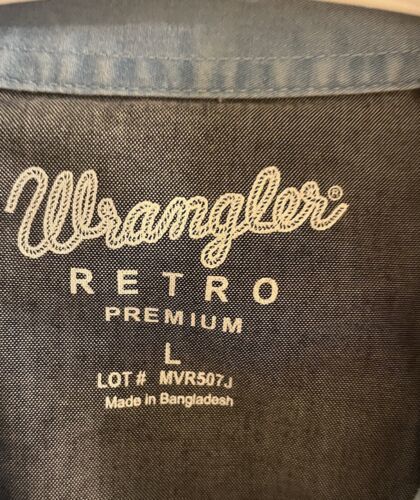 Wrangler®
RETRO
PREMIUM
L
LOT # MVR507J
Made in Bangladesh